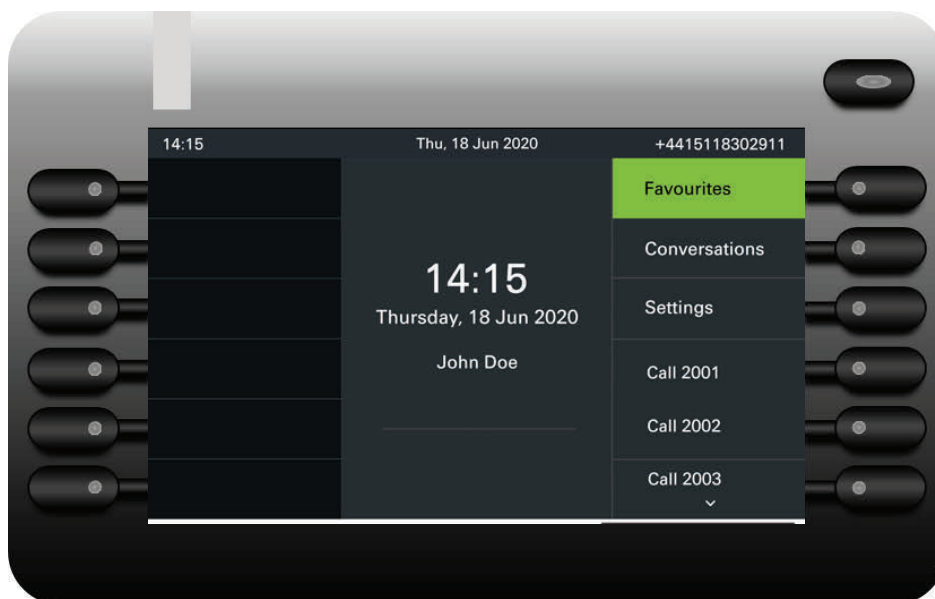 14:15
Thu, 18 Jun 2020
+4415118302911
Favourites
Conversations
14:15
Thursday, 18 Jun 2020
Settings
John Doe
Call 2001
Call 2002
Call 2003